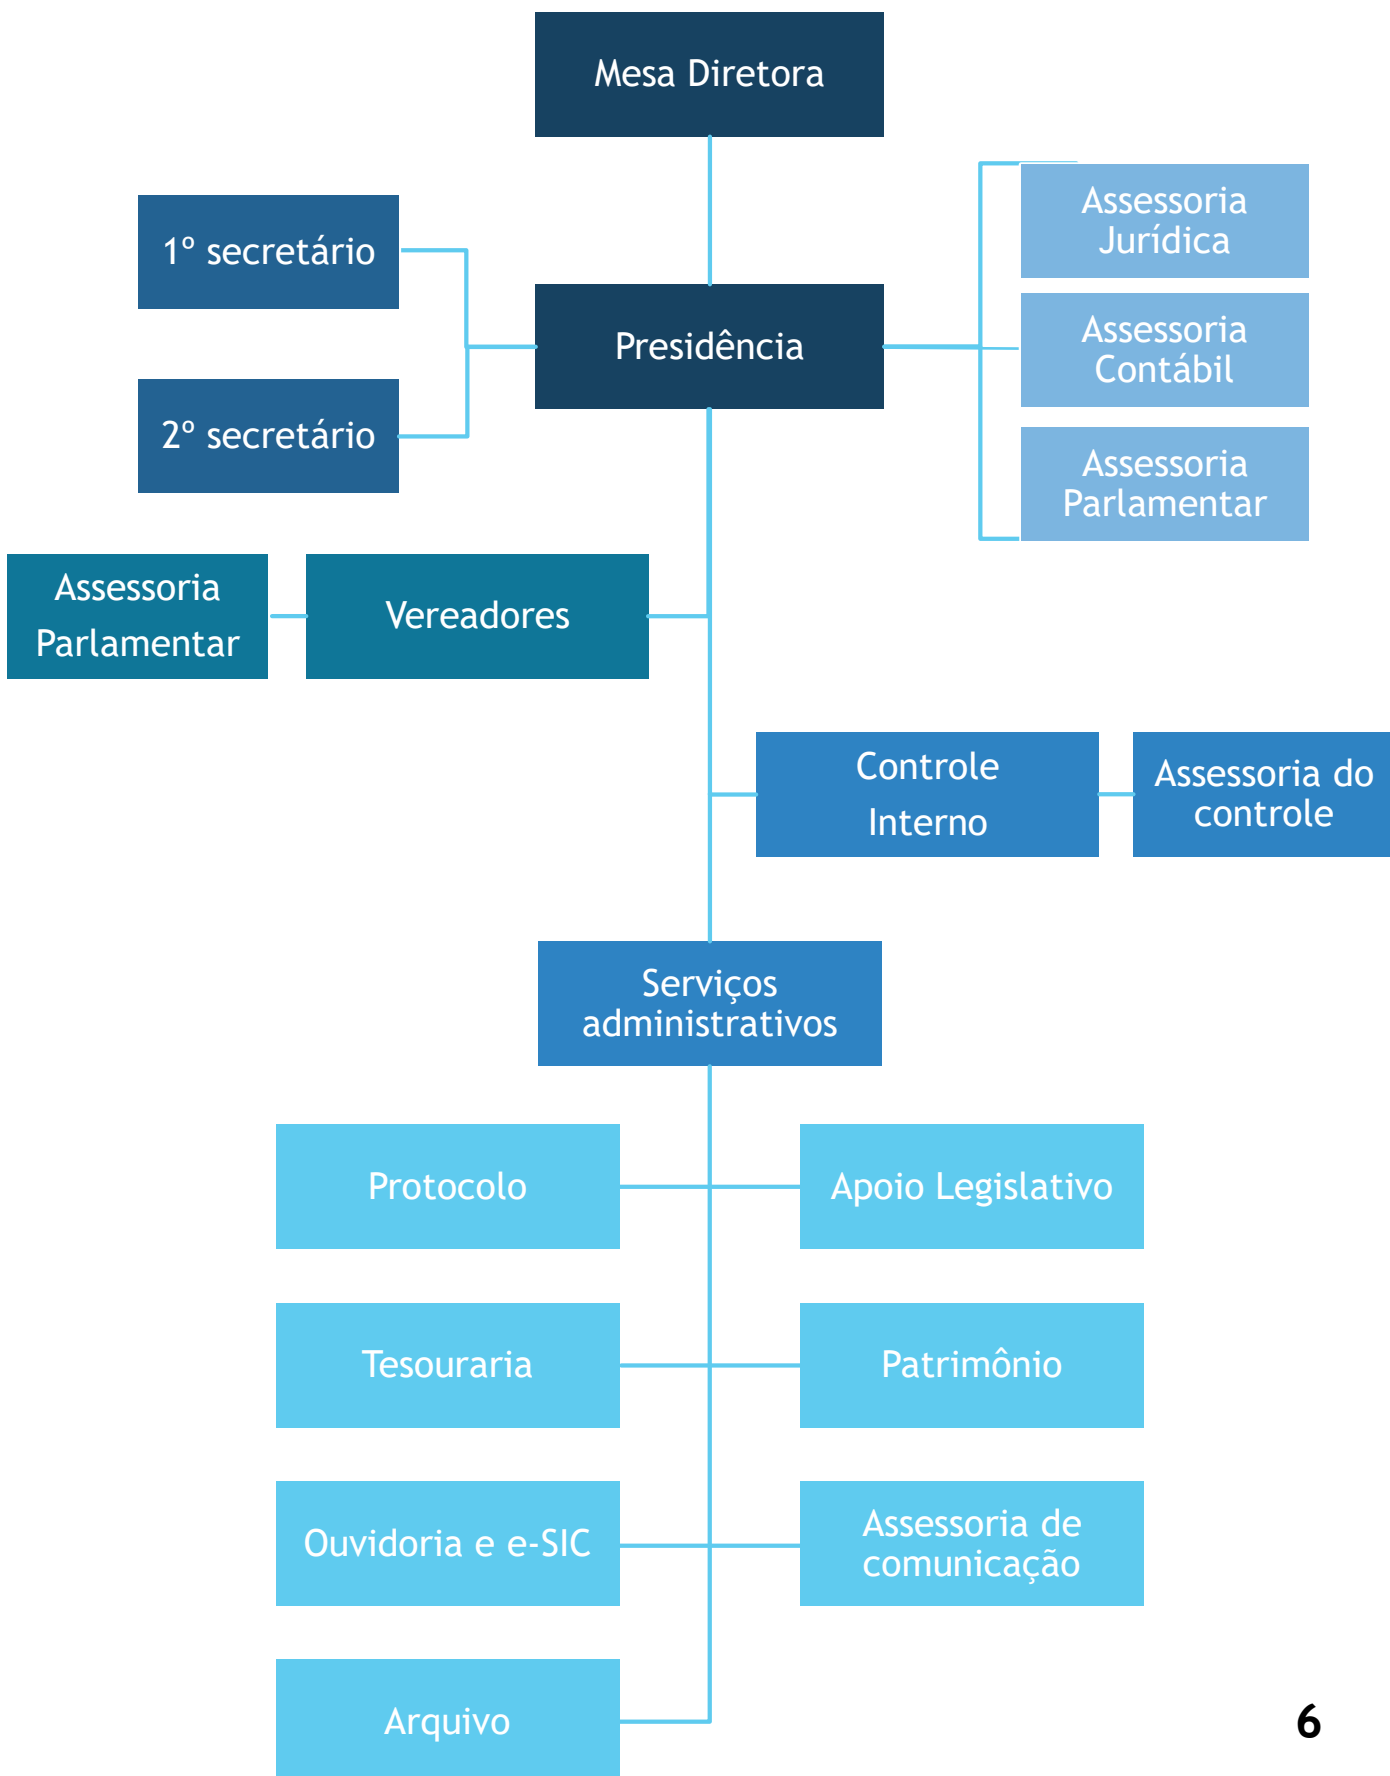 Mesa Diretora
1º secretário
Presidência
2º secretário
Assessoria
Jurídica
Assessoria
Contábil
Assessoria
Parlamentar
Assessoria
Parlamentar
Vereadores
Controle
Interno
Assessoria do
controle
Serviços
administrativos
Protocolo
Apoio Legislativo
Tesouraria
Patrimônio
Ouvidoria e e-SIC
Assessoria de
comunicação
Arquivo
6